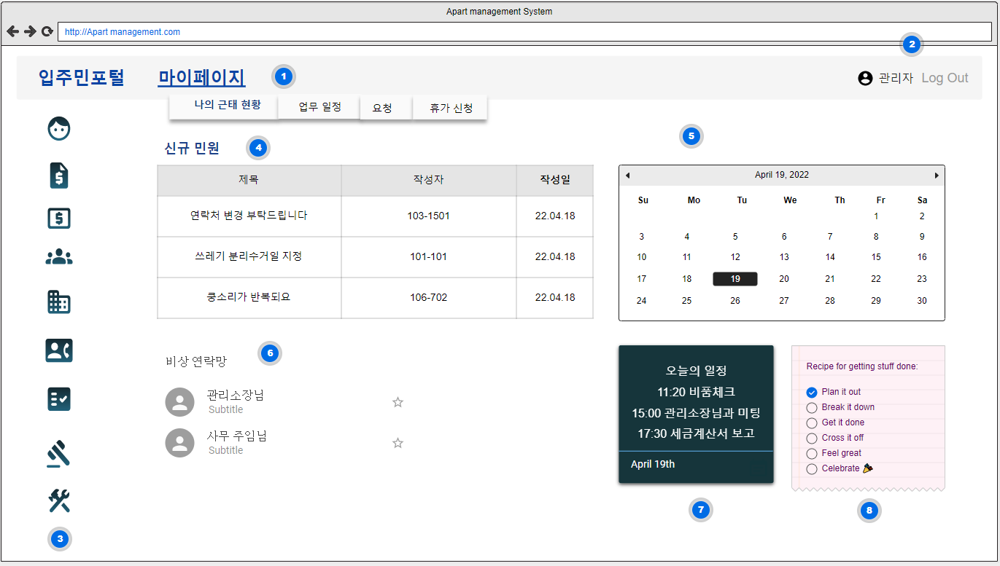 Apart management System
http://Apart management.com
2
입주민포털 마이페이지 1 관리자 Log Out
나의 근태 현황 업무 일정 요청 휴가 신청
신규 민원 4 5
제목 작성자 작성일
연락처 변경 부탁드립니다 103-1501 22.04.18
쓰레기 분리수거일 지정 101-101 22.04.18
쿵소리가 반복되요 106-702 22.04.18
April 19, 2022
Su Mo Tu We Th Fr Sa
1 2
3 4 5 6 7 8 9
10 11 12 13 14 15 16
17 18 19 20 21 22 23
24 25 26 27 28 29 30
비상 연락망 6
관리소장님
Subtitle
사무 주임님
Subtitle
오늘의 일정
11:20 비품체크
15:00 관리소장님과 미팅
17:30 세금계산서 보고
April 19th
7
Recipe for getting stuff done:
Plan it out
Break it down
Get it done
Cross it off
Feel great
Celebrate 🎉
8
3